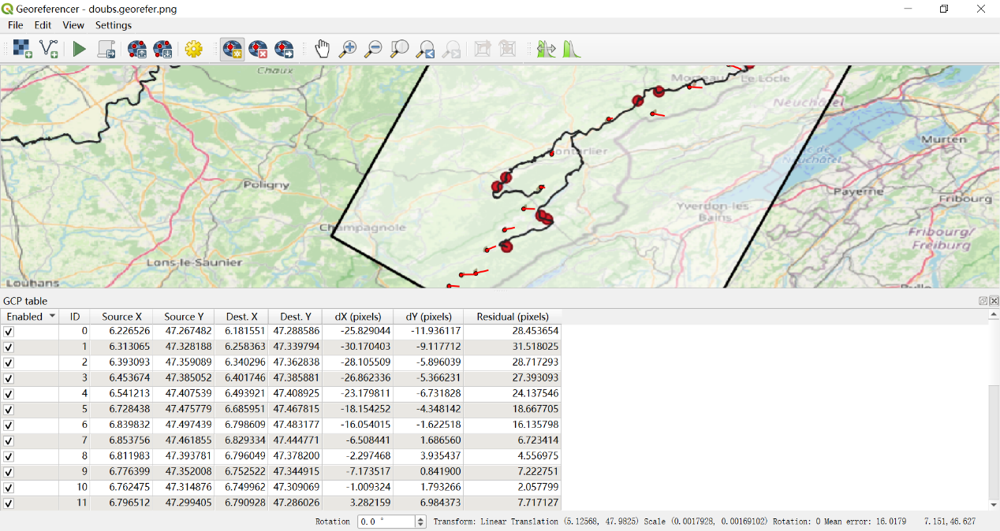 Georeferencer - doubs.georefer.png
File Edit View Settings
Chaux
Morteau Le Locle
Neuchâtel
Pontarlier
Murten
Lac de
Neuchâtel
Poligny
Payerne
Fribourg
Yverdon-les
Bains
Champagnole
Fribourg/
Freiburg
Lons-le-Saunier
Louhans
GCP table
Enabled ID Source X Source Y Dest. X Dest. Y dX (pixels) dY (pixels) Residual (pixels)
0 6.226526 47.267482 6.181551 47.288586 -25.829044 -11.936117 28.453654
1 6.313065 47.328188 6.258363 47.339794 -30.170403 -9.117712 31.518025
2 6.393093 47.359089 6.340296 47.362838 -28.105509 -5.896039 28.717293
3 6.453674 47.385052 6.401746 47.385881 -26.862336 -5.366231 27.393093
4 6.541213 47.407539 6.493921 47.408925 -23.179811 -6.731828 24.137546
5 6.728438 47.475779 6.685951 47.467815 -18.154252 -4.348142 18.667705
6 6.839832 47.497439 6.798609 47.483177 -16.054015 -1.622518 16.135798
7 6.853756 47.461855 6.829334 47.444771 -6.508441 1.686560 6.723414
8 6.811983 47.393781 6.796049 47.378200 -2.297468 3.935437 4.556975
9 6.776399 47.352008 6.752522 47.344915 -7.173517 0.841900 7.222751
10 6.762475 47.314876 6.749962 47.309069 -1.009324 1.793266 2.057799
11 6.796512 47.299405 6.790928 47.286026 3.282159 6.984373 7.717127
Rotation 0.0 ° Transform: Linear Translation (5.12568, 47.9825) Scale (0.0017928, 0.00169102) Rotation: 0 Mean error: 16.0179 7.151,46.627